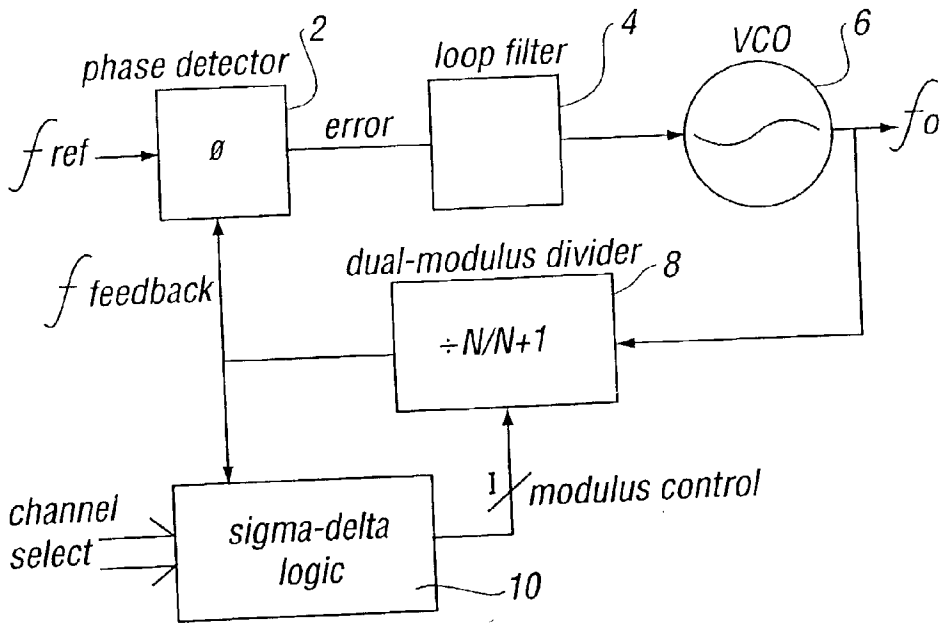 2
phase detector
ø
f ref
error
loop filter
4
VCO
6
fo
f feedback
dual-modulus divider
8
÷N/N+1
I
modulus control
channel
select
sigma-delta
logic
10